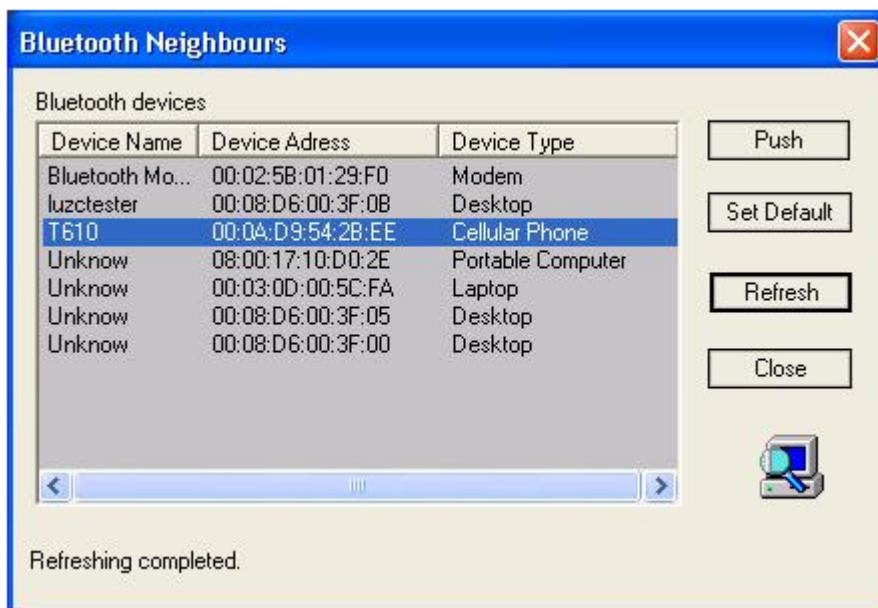 Bluetooth Neighbours
Bluetooth devices
Device Name Device Adress Device Type
Bluetooth Mo... 00:02:5B:01:29:F0 Modem
luzctester 00:08:D6:00:3F:0B Desktop
T610 00:0A:D9:54:2B:EE Cellular Phone
Unknow 08:00:17:10:D0:2E Portable Computer
Unknow 00:03:0D:00:5C:FA Laptop
Unknow 00:08:D6:00:3F:05 Desktop
Unknow 00:08:D6:00:3F:00 Desktop
Push
Set Default
Refresh
Close
Refreshing completed.